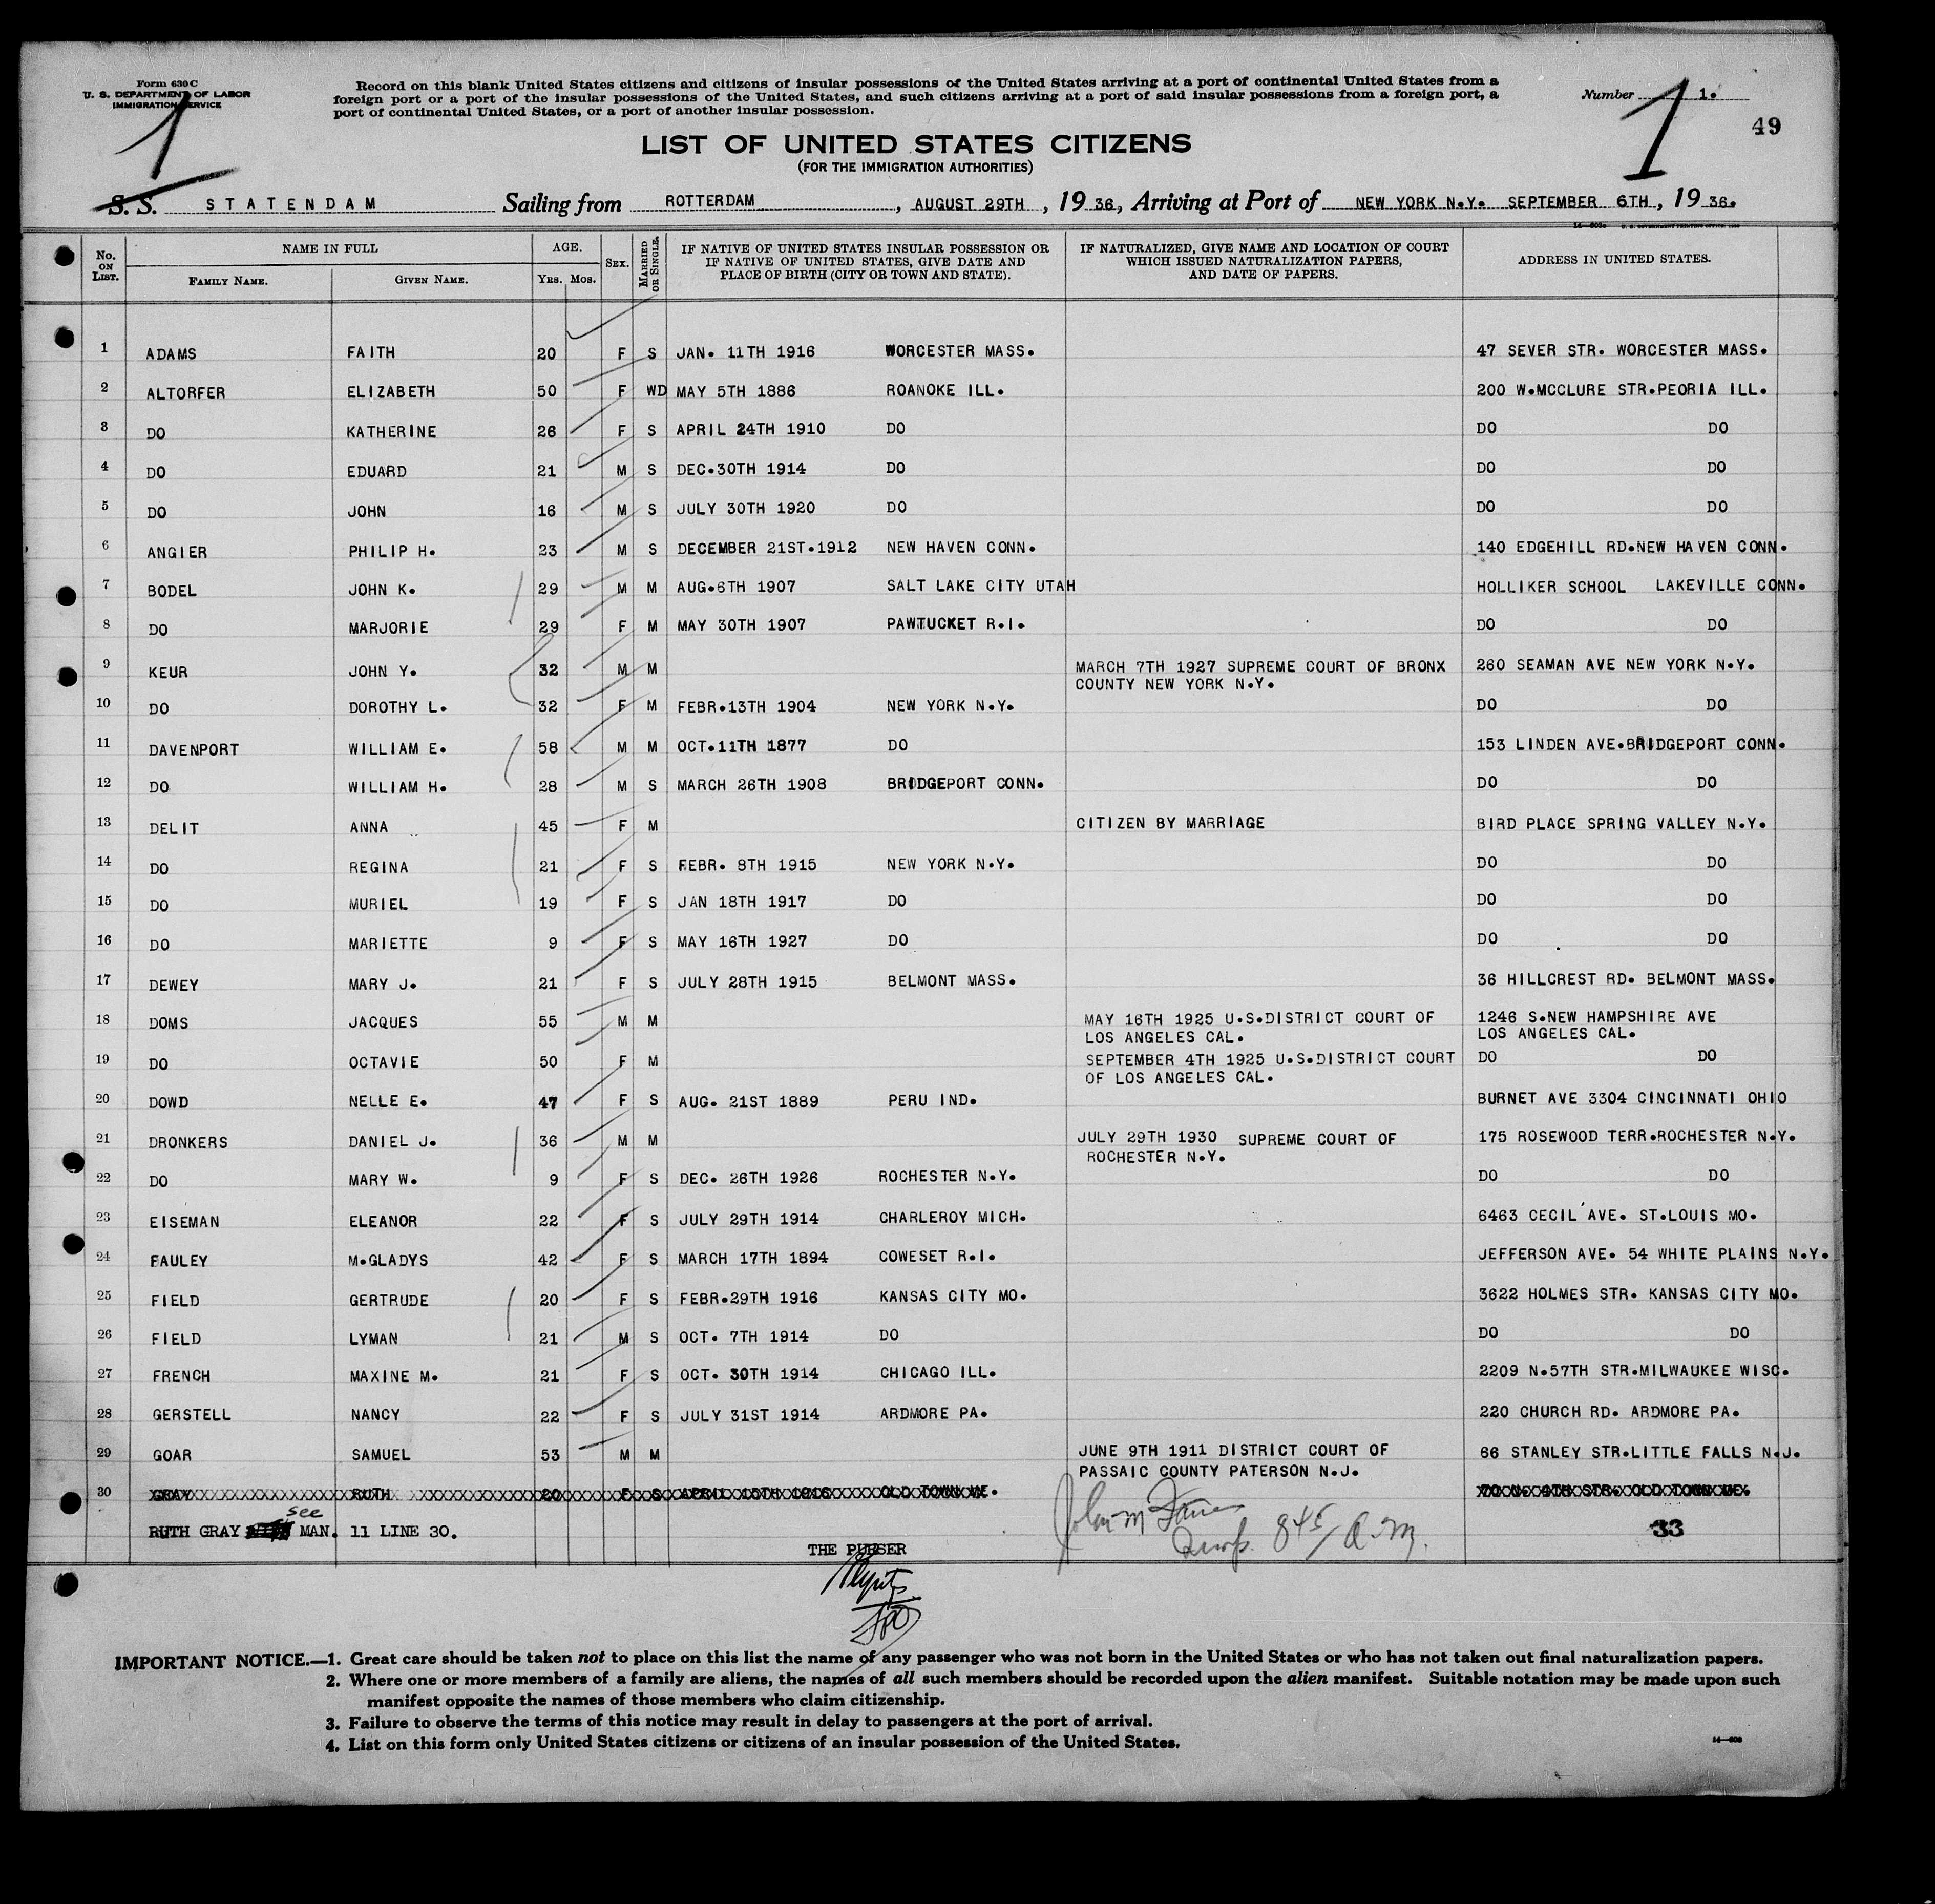 Form 630 C
U. S. DEPARTMENT OF LABOR
IMMIGRATION SERVICE
1
Record on this blank United States citizens and citizens of insular possessions of the United States arriving at a port of continental United States from a
foreign port or a port of the insular possessions of the United States, and such citizens arriving at a port of said insular possessions from a foreign port, a
port of continental United States, or a port of another insular possession.
Number 1.
1
49
LIST OF UNITED STATES CITIZENS
(FOR THE IMMIGRATION AUTHORITIES)
S. S. STATENDAM Sailing from ROTTERDAM, AUGUST 29TH, 19 36, Arriving at Port of NEW YORK N.Y. SEPTEMBER 6TH, 19 36.
No. ON LIST. NAME IN FULL FAMILY NAME. GIVEN NAME. AGE. YRS. MOS. SEX. MARRIED OR SINGLE. IF NATIVE OF UNITED STATES INSULAR POSSESSION OR IF NATIVE OF UNITED STATES, GIVE DATE AND PLACE OF BIRTH (CITY OR TOWN AND STATE). IF NATURALIZED, GIVE NAME AND LOCATION OF COURT WHICH ISSUED NATURALIZATION PAPERS, AND DATE OF PAPERS. ADDRESS IN UNITED STATES.
1 ADAMS FAITH 20 F S JAN. 11TH 1916 WORCESTER MASS. 47 SEVER STR. WORCESTER MASS.
2 ALTORFER ELIZABETH 50 F WD MAY 5TH 1886 ROANOKE ILL. 200 W.MCCLURE STR.PEORIA ILL.
3 DO KATHERINE 26 F S APRIL 24TH 1910 DO DO DO
4 DO EDUARD 21 M S DEC.30TH 1914 DO DO DO
5 DO JOHN 16 M S JULY 30TH 1920 DO DO DO
6 ANGIER PHILIP H. 23 M S DECEMBER 21ST.1912 NEW HAVEN CONN. 140 EDGEHILL RD.NEW HAVEN CONN.
7 BODEL JOHN K. 29 M M AUG.6TH 1907 SALT LAKE CITY UTAH HOLLIKER SCHOOL LAKEVILLE CONN.
8 DO MARJORIE 29 F M MAY 30TH 1907 PAWTUCKET R.I. DO DO
9 KEUR JOHN Y. 32 M M MARCH 7TH 1927 SUPREME COURT OF BRONX 260 SEAMAN AVE NEW YORK N.Y.
COUNTY NEW YORK N.Y.
10 DO DOROTHY L. 32 F M FEBR.13TH 1904 NEW YORK N.Y. DO DO
11 DAVENPORT WILLIAM E. 58 M M OCT.11TH 1877 DO 153 LINDEN AVE.BRIDGEPORT CONN.
12 DO WILLIAM H. 28 M S MARCH 26TH 1908 BRIDGEPORT CONN. DO DO
13 DELIT ANNA 45 F M CITIZEN BY MARRIAGE BIRD PLACE SPRING VALLEY N.Y.
14 DO REGINA 21 F S FEBR. 8TH 1915 NEW YORK N.Y. DO DO
15 DO MURIEL 19 F S JAN 18TH 1917 DO DO DO
16 DO MARIETTE 9 F S MAY 16TH 1927 DO DO DO
17 DEWEY MARY J. 21 F S JULY 28TH 1915 BELMONT MASS. 36 HILLCREST RD. BELMONT MASS.
18 DOMS JACQUES 55 M M MAY 16TH 1925 U.S.DISTRICT COURT OF 1246 S.NEW HAMPSHIRE AVE
LOS ANGELES CAL. LOS ANGELES CAL.
19 DO OCTAVIE 50 F M SEPTEMBER 4TH 1925 U.S.DISTRICT COURT DO DO
OF LOS ANGELES CAL.
20 DOWD NELLE E. 47 F S AUG. 21ST 1889 PERU IND. BURNET AVE 3304 CINCINNATI OHIO
21 DRONKERS DANIEL J. 36 M M JULY 29TH 1930 SUPREME COURT OF 175 ROSEWOOD TERR.ROCHESTER N.Y.
ROCHESTER N.Y.
22 DO MARY W. 9 F S DEC. 26TH 1926 ROCHESTER N.Y. DO DO
23 EISEMAN ELEANOR 22 F S JULY 29TH 1914 CHARLEROY MICH. 6463 CECIL AVE. ST.LOUIS MO.
24 FAULEY M.GLADYS 42 F S MARCH 17TH 1894 COWESET R.I. JEFFERSON AVE. 54 WHITE PLAINS N.Y.
25 FIELD GERTRUDE 20 F S FEBR.29TH 1916 KANSAS CITY MO. 3622 HOLMES STR. KANSAS CITY MO.
26 FIELD LYMAN 21 M S OCT. 7TH 1914 DO DO DO
27 FRENCH MAXINE M. 21 F S OCT. 30TH 1914 CHICAGO ILL. 2209 N.57TH STR.MILWAUKEE WISC.
28 GERSTELL NANCY 22 F S JULY 31ST 1914 ARDMORE PA. 220 CHURCH RD. ARDMORE PA.
29 GOAR SAMUEL 53 M M JUNE 9TH 1911 DISTRICT COURT OF 66 STANLEY STR.LITTLE FALLS N.J.
PASSAIC COUNTY PATERSON N.J.
30 GRAY RUTH 20 F S APRIL 15TH 1916 OLD TOWN ME. N. 4TH STR. OLD TOWN ME.
see
RUTH GRAY MAN. 11 LINE 30.
John M
Insp. 845/ A.M.
33
THE PURSER
IMPORTANT NOTICE.—1. Great care should be taken not to place on this list the name of any passenger who was not born in the United States or who has not taken out final naturalization papers.
2. Where one or more members of a family are aliens, the names of all such members should be recorded upon the alien manifest. Suitable notation may be made upon such
manifest opposite the names of those members who claim citizenship.
3. Failure to observe the terms of this notice may result in delay to passengers at the port of arrival.
4. List on this form only United States citizens or citizens of an insular possession of the United States.